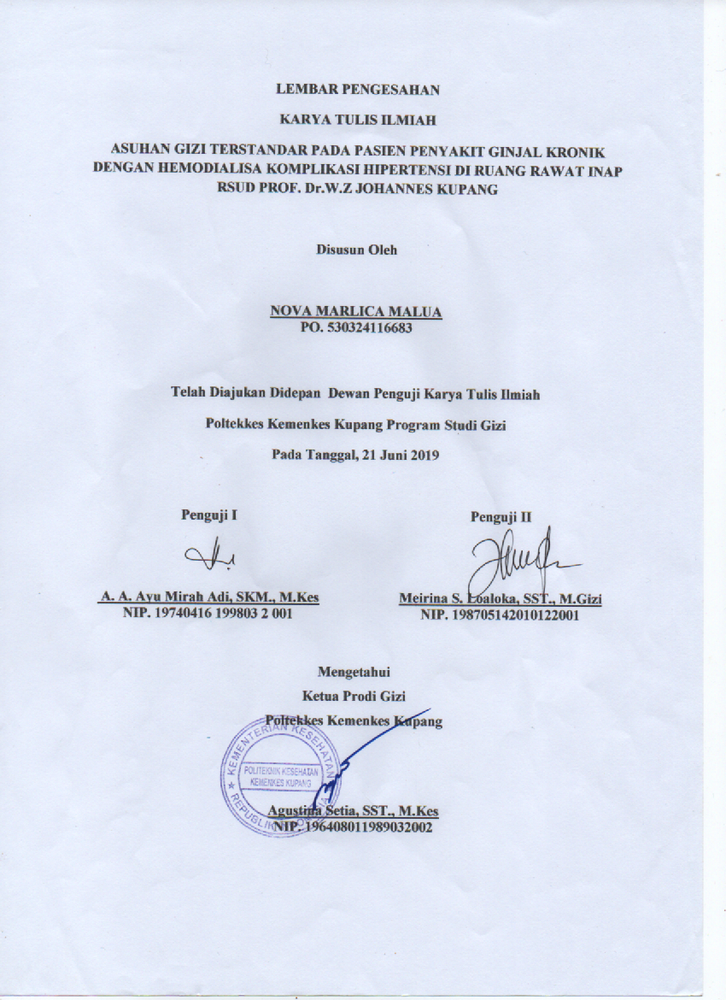 LEMBAR PENGESAHAN
KARYA TULIS ILMIAH
ASUHAN GIZI TERSTANDAR PADA PASIEN PENYAKIT GINJAL KRONIK
DENGAN HEMODIALISA KOMPLIKASI HIPERTENSI DI RUANG RAWAT INAP
RSUD PROF. Dr.W.Z JOHANNES KUPANG
Disusun Oleh
NOVA MARLICA MALUA
PO. 530324116683
Telah Diajukan Didepan Dewan Penguji Karya Tulis Ilmiah
Poltekkes Kemenkes Kupang Program Studi Gizi
Pada Tanggal, 21 Juni 2019
Penguji I
Penguji II
A. A. Ayu Mirah Adi, SKM., M.Kes
Meirina S. Loaloka, SST., M.Gizi
NIP. 19740416 199803 2 001
NIP. 198705142010122001
Mengetahui
Ketua Prodi Gizi
Poltekkes Kemenkes Kupang
KEMENTERIAN KESEHATAN
POLITEKNIK KESEHATAN
KEMENKES KUPANG
REPUBLIK INDONESIA
Agustina Setia, SST., M.Kes
NIP. 196408011989032002